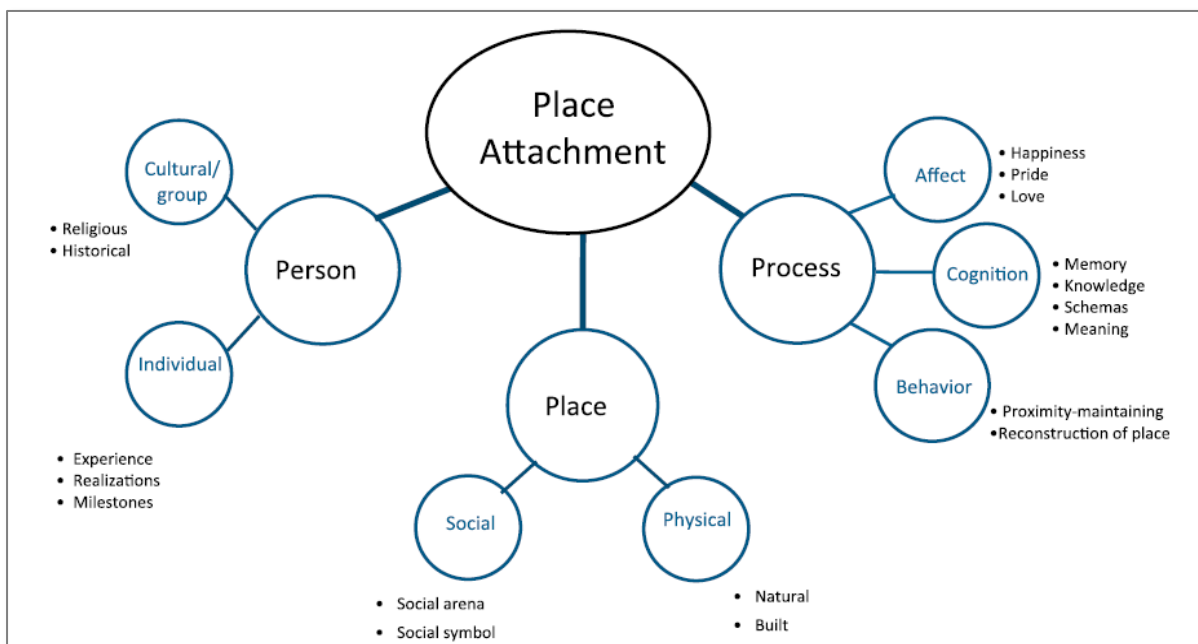 Place
Attachment
Cultural/
group
• Religious
• Historical
Person
Individual
• Experience
• Realizations
• Milestones
Place
Social
• Social arena
• Social symbol
Physical
• Natural
• Built
Process
Affect
• Happiness
• Pride
• Love
Cognition
• Memory
• Knowledge
• Schemas
• Meaning
Behavior
• Proximity-maintaining
•Reconstruction of place